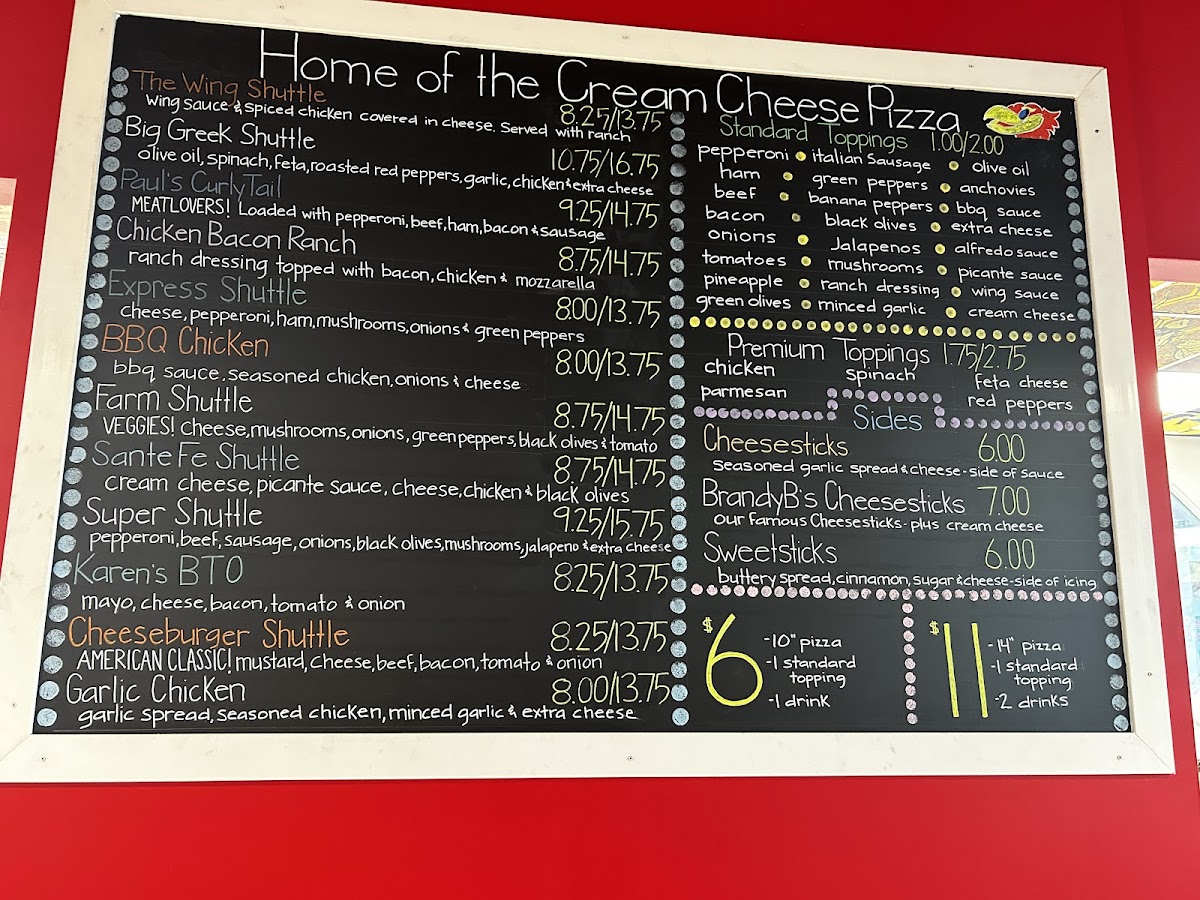 Home of the Cream Cheese Pizza
The Wing Shuttle 8.25/13.75
wing sauce & spiced chicken covered in cheese. Served with ranch
Big Greek Shuttle 10.75/16.75
olive oil, spinach, feta, roasted red peppers, garlic, chicken & extra cheese
Paul's CurlyTail 9.25/14.75
MEATLOVERS! Loaded with pepperoni, beef, ham, bacon & sausage
Chicken Bacon Ranch 8.75/14.75
ranch dressing topped with bacon, chicken & mozzarella
Express Shuttle 8.00/13.75
cheese, pepperoni, ham, mushrooms, onions & green peppers
BBQ Chicken 8.00/13.75
bbq sauce, seasoned chicken, onions & cheese
Farm Shuttle 8.75/14.75
VEGGIES! cheese, mushrooms, onions, green peppers, black olives & tomato
Sante Fe Shuttle 8.75/14.75
cream cheese, picante sauce, cheese, chicken & black olives
Super Shuttle 9.25/15.75
pepperoni, beef, sausage, onions, black olives, mushrooms, jalapeno & extra cheese
Karen's BTO 8.25/13.75
mayo, cheese, bacon, tomato & onion
Cheeseburger Shuttle 8.25/13.75
AMERICAN CLASSIC! mustard, cheese, beef, bacon, tomato & onion
Garlic Chicken 8.00/13.75
garlic spread, seasoned chicken, minced garlic & extra cheese
Standard Toppings 1.00/2.00
pepperoni italian sausage olive oil
ham green peppers anchovies
beef banana peppers bbq sauce
bacon black olives extra cheese
onions Jalapenos alfredo sauce
tomatoes mushrooms picante sauce
pineapple ranch dressing wing sauce
green olives minced garlic cream cheese
Premium Toppings 1.75/2.75
chicken spinach feta cheese
parmesan red peppers
Sides
Cheesesticks 6.00
seasoned garlic spread & cheese - side of sauce
BrandyB's Cheesesticks 7.00
our famous Cheesesticks - plus cream cheese
Sweetsticks 6.00
buttery spread, cinnamon, sugar & cheese - side of icing
$6
-10" pizza
-1 standard
topping
-1 drink
$11
-14" pizza
-1 standard
topping
-2 drinks